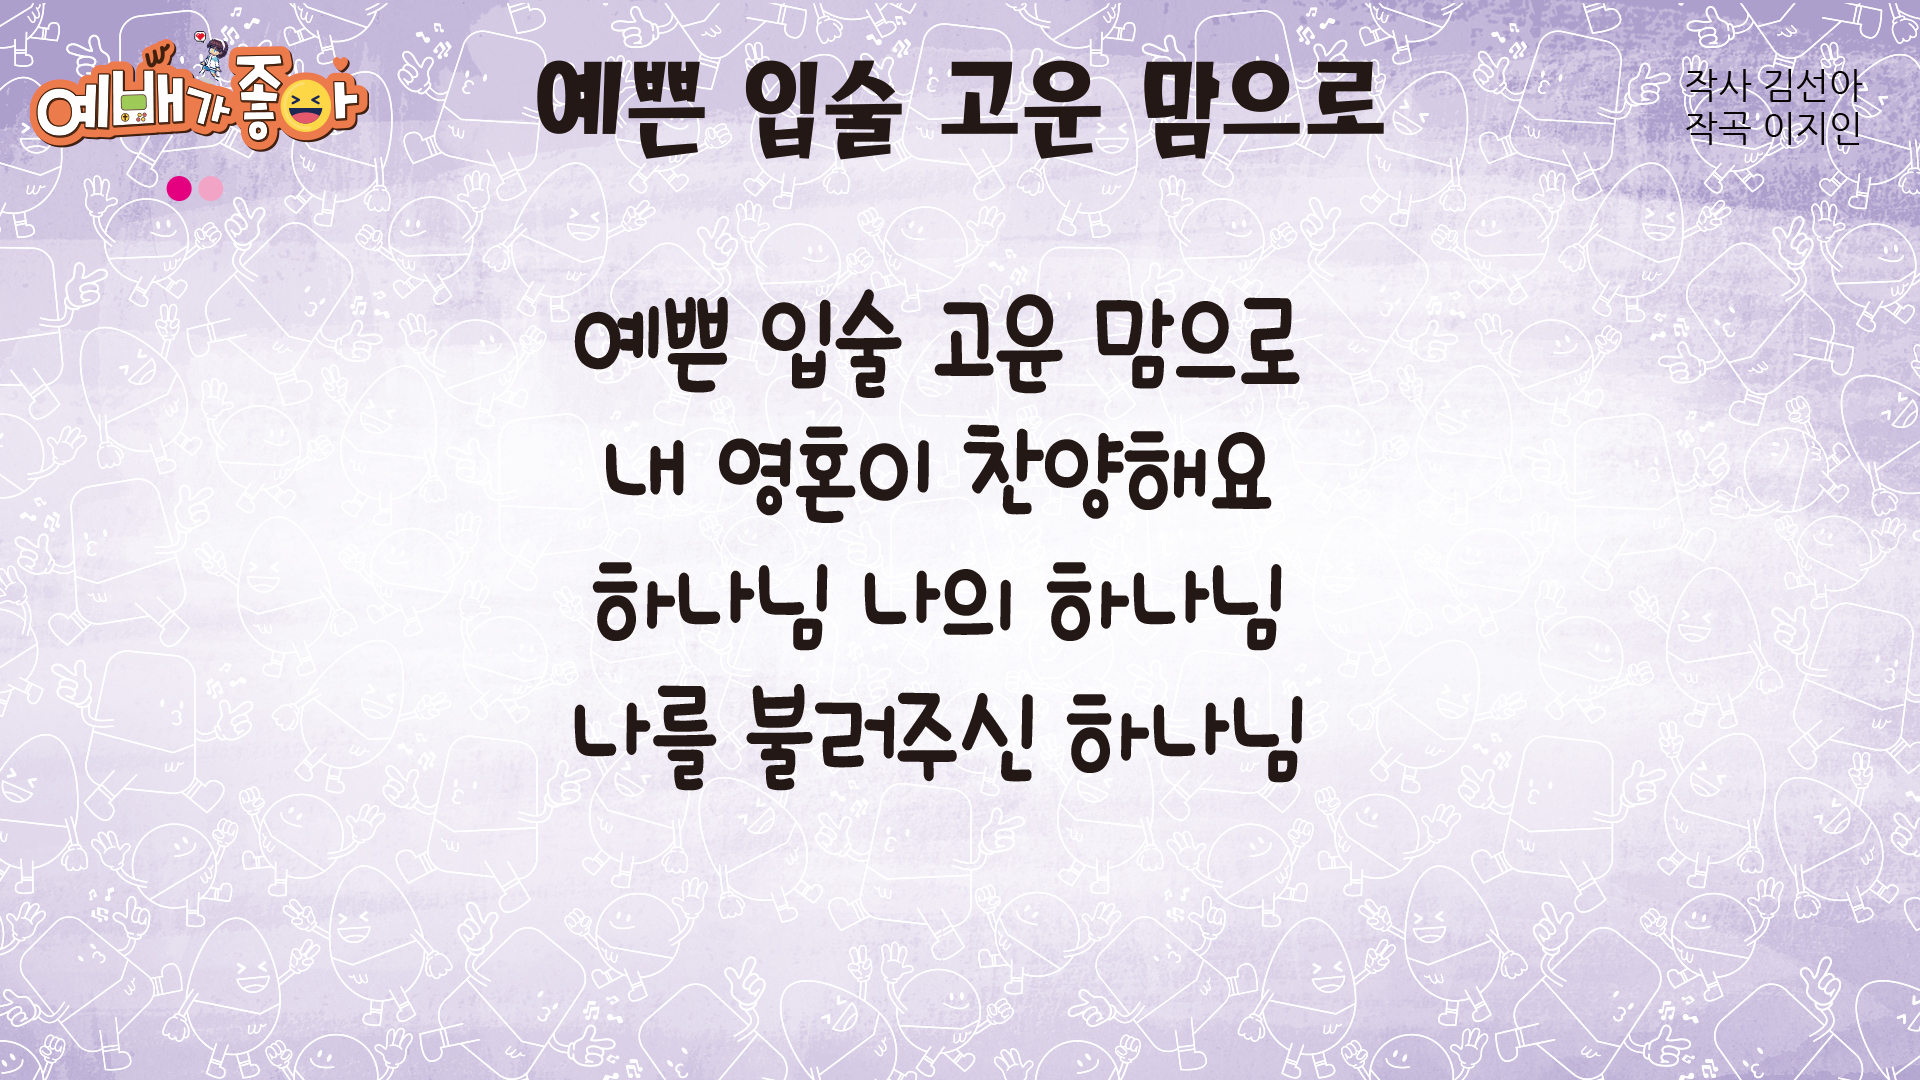 예배가 좋아
예쁜 입술 고운 맘으로
작사 김선아
작곡 이지인
예쁜 입술 고운 맘으로
내 영혼이 찬양해요
하나님 나의 하나님
나를 불러주신 하나님